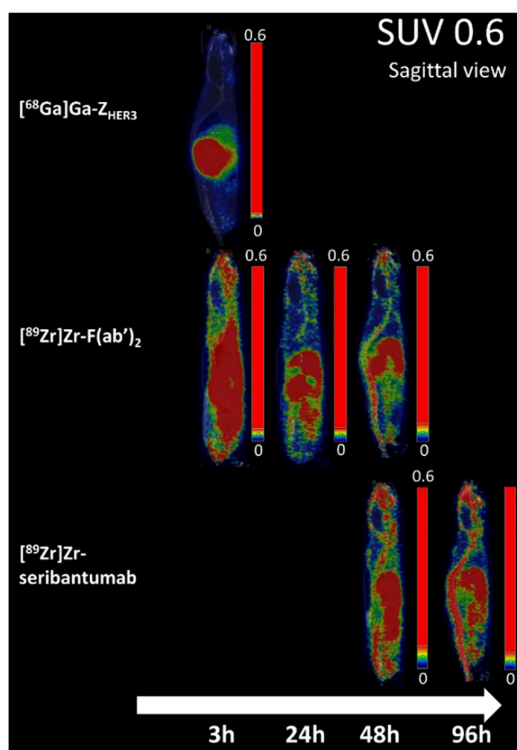 SUV 0.6
Sagittal view
0.6
[⁶⁸Ga]Ga-Z_HER3
0
0.6 0.6 0.6
[⁸⁹Zr]Zr-F(ab')₂
0 0 0
0.6
[⁸⁹Zr]Zr-
seribantumab
0 0
3h 24h 48h 96h